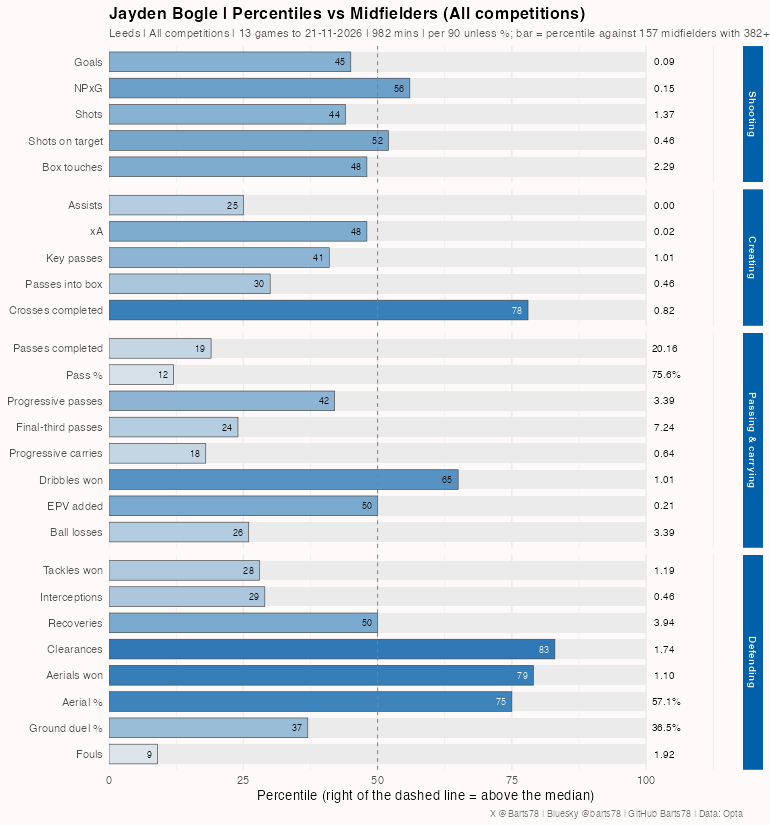 Jayden Bogle | Percentiles vs Midfielders (All competitions)
Leeds | All competitions | 13 games to 21-11-2026 | 982 mins | per 90 unless %; bar = percentile against 157 midfielders with 382+
Shooting
Goals 45 0.09
NPxG 56 0.15
Shots 44 1.37
Shots on target 52 0.46
Box touches 48 2.29
Creating
Assists 25 0.00
xA 48 0.02
Key passes 41 1.01
Passes into box 30 0.46
Crosses completed 78 0.82
Passing & carrying
Passes completed 19 20.16
Pass % 12 75.6%
Progressive passes 42 3.39
Final-third passes 24 7.24
Progressive carries 18 0.64
Dribbles won 65 1.01
EPV added 50 0.21
Ball losses 26 3.39
Defending
Tackles won 28 1.19
Interceptions 29 0.46
Recoveries 50 3.94
Clearances 83 1.74
Aerials won 79 1.10
Aerial % 75 57.1%
Ground duel % 37 36.5%
Fouls 9 1.92
0 25 50 75 100
Percentile (right of the dashed line = above the median)
X @Barts78 | Bluesky @barts78 | GitHub Barts78 | Data: Opta